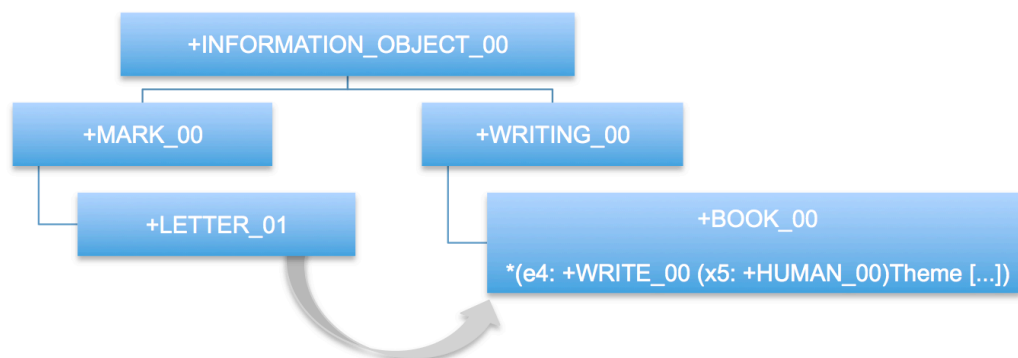 +INFORMATION_OBJECT_00
+MARK_00
+WRITING_00
+LETTER_01
+BOOK_00
*(e4: +WRITE_00 (x5: +HUMAN_00)Theme [...])